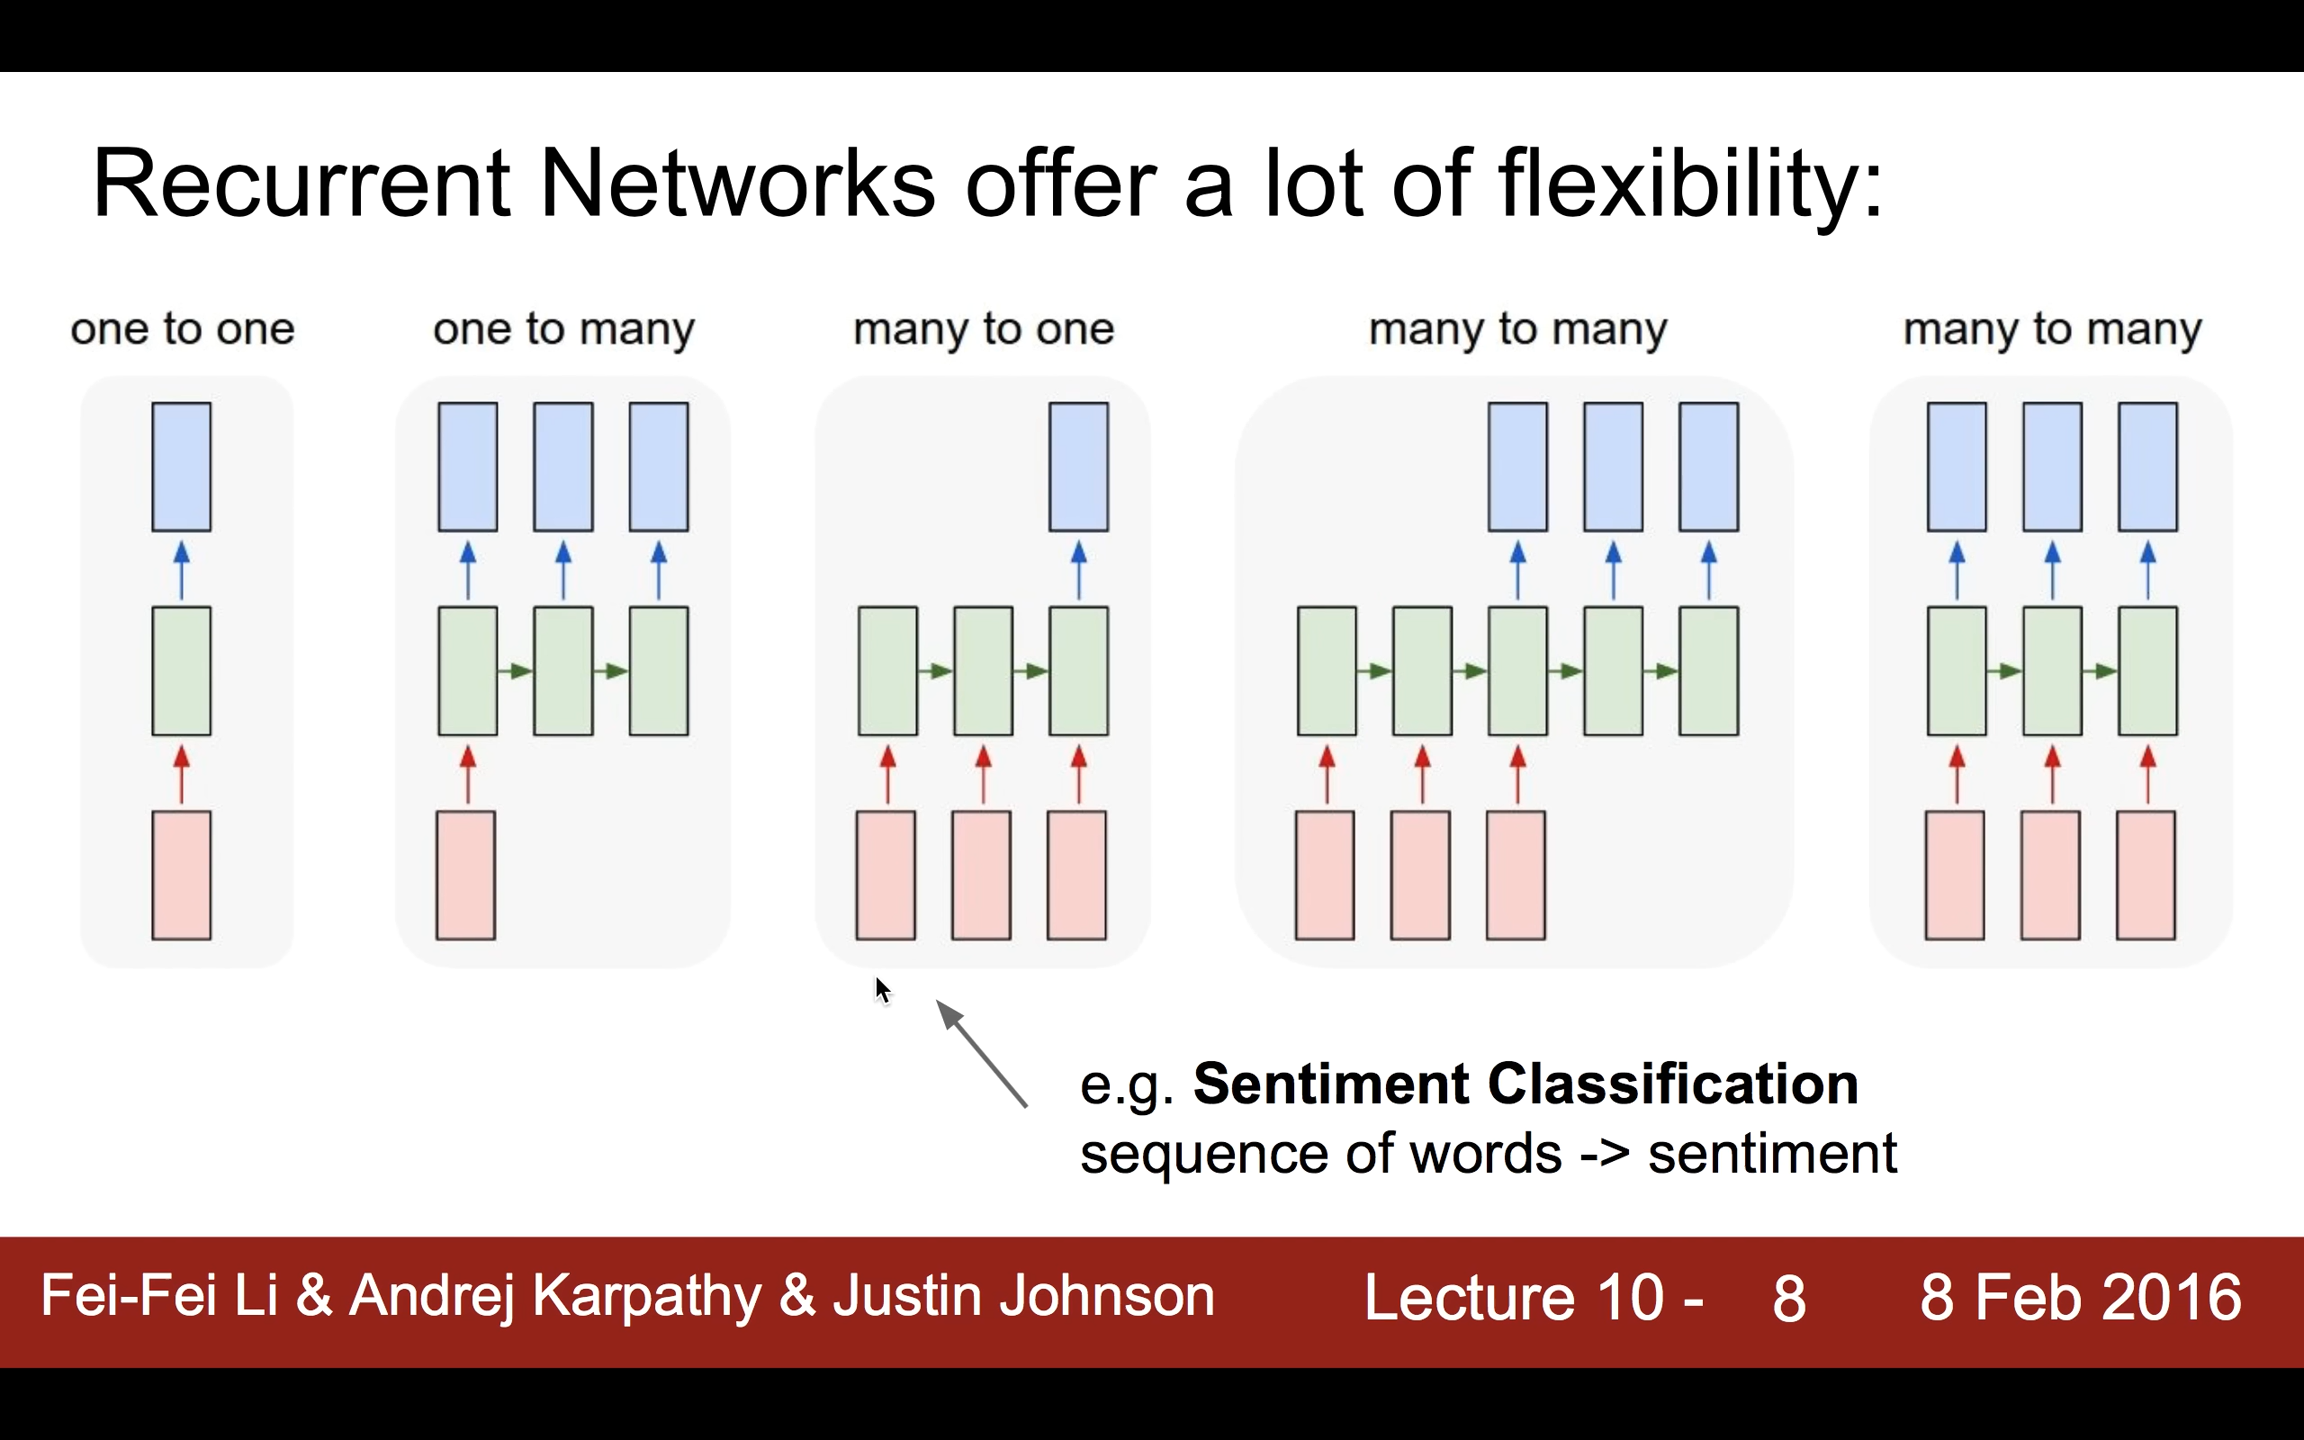 Recurrent Networks offer a lot of flexibility:
one to one
one to many
many to one
many to many
many to many
e.g. Sentiment Classification
sequence of words -> sentiment
Fei-Fei Li & Andrej Karpathy & Justin Johnson
Lecture 10 - 8
8 Feb 2016